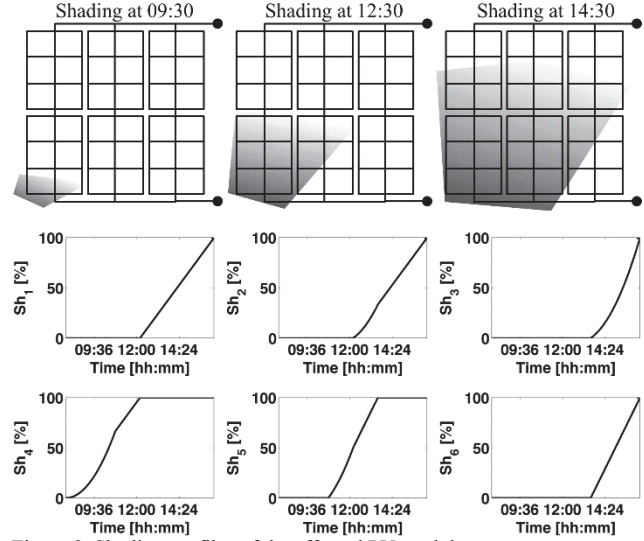 Shading at 09:30 Shading at 12:30 Shading at 14:30
100 100 100
Sh1 [%] Sh2 [%] Sh3 [%]
50 50 50
0 0 0
09:36 12:00 14:24 09:36 12:00 14:24 09:36 12:00 14:24
Time [hh:mm] Time [hh:mm] Time [hh:mm]
100 100 100
Sh4 [%] Sh5 [%] Sh6 [%]
50 50 50
0 0 0
09:36 12:00 14:24 09:36 12:00 14:24 09:36 12:00 14:24
Time [hh:mm] Time [hh:mm] Time [hh:mm]